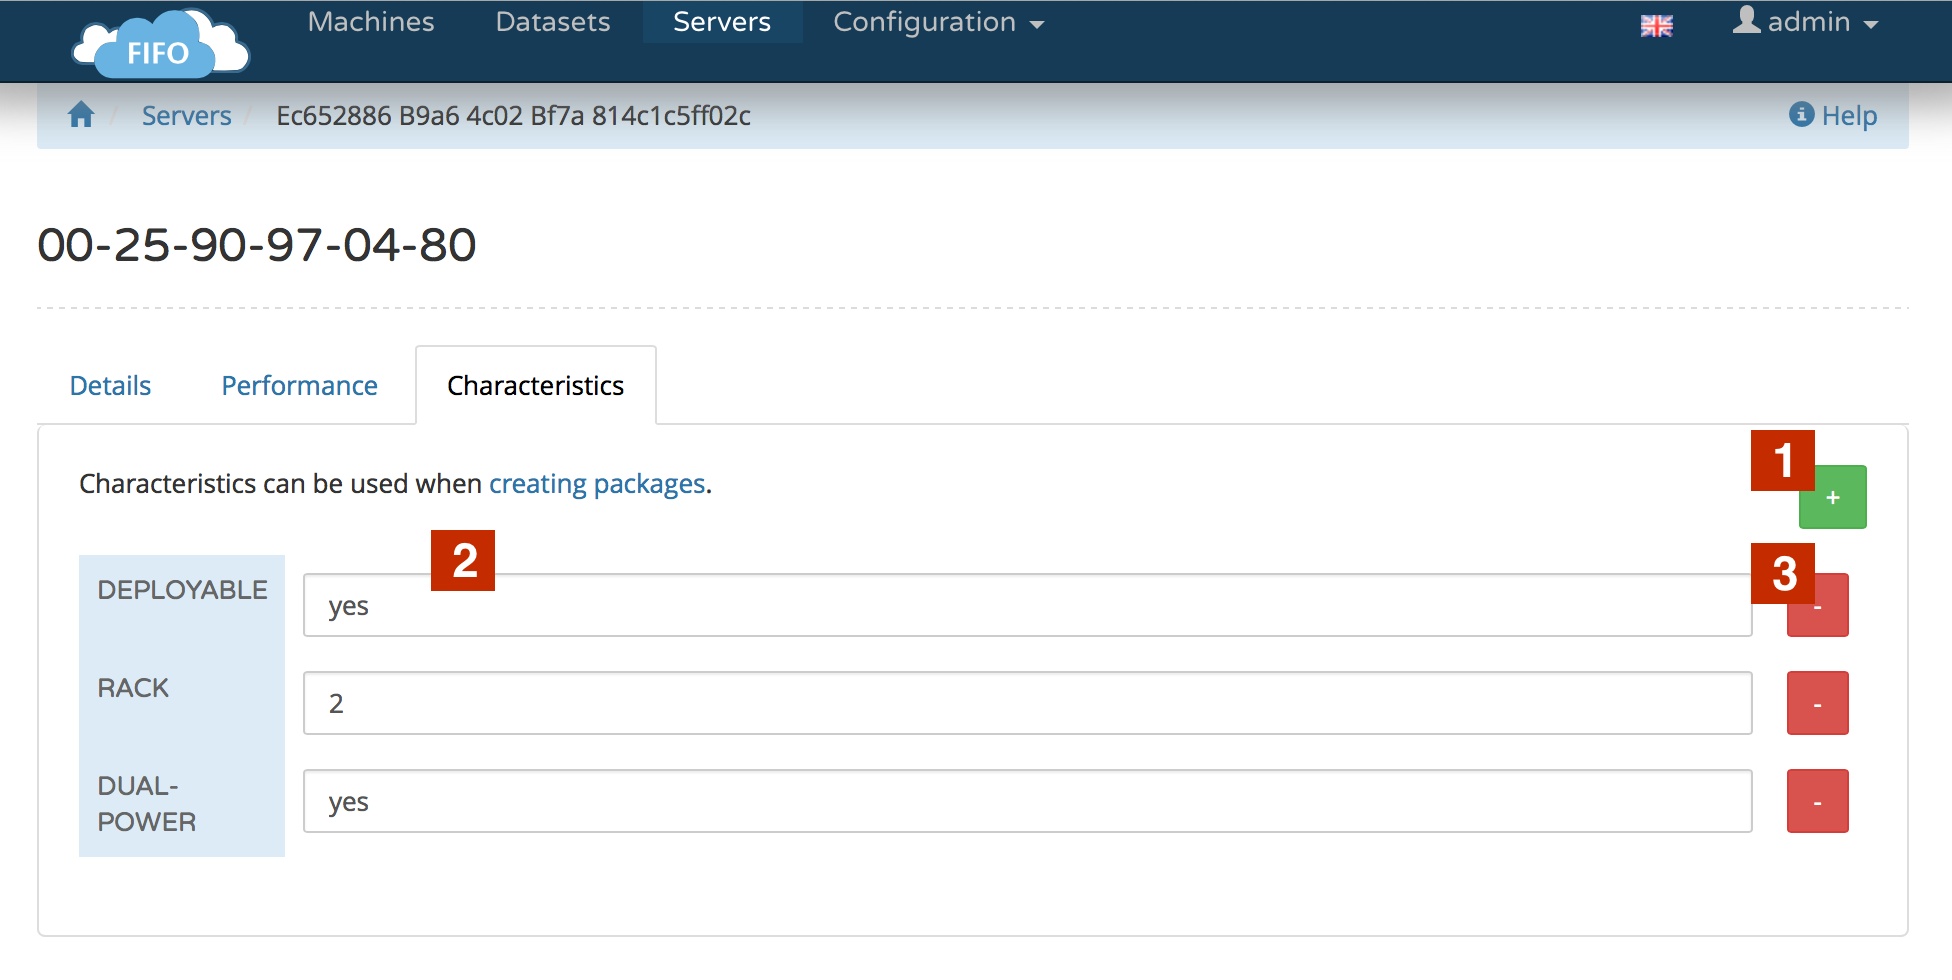 FIFO Machines Datasets Servers Configuration admin
Servers Ec652886 B9a6 4c02 Bf7a 814c1c5ff02c Help
00-25-90-97-04-80
Details Performance Characteristics
Characteristics can be used when creating packages.
1
+
2
3
DEPLOYABLE yes -
RACK 2 -
DUAL-
POWER
yes -